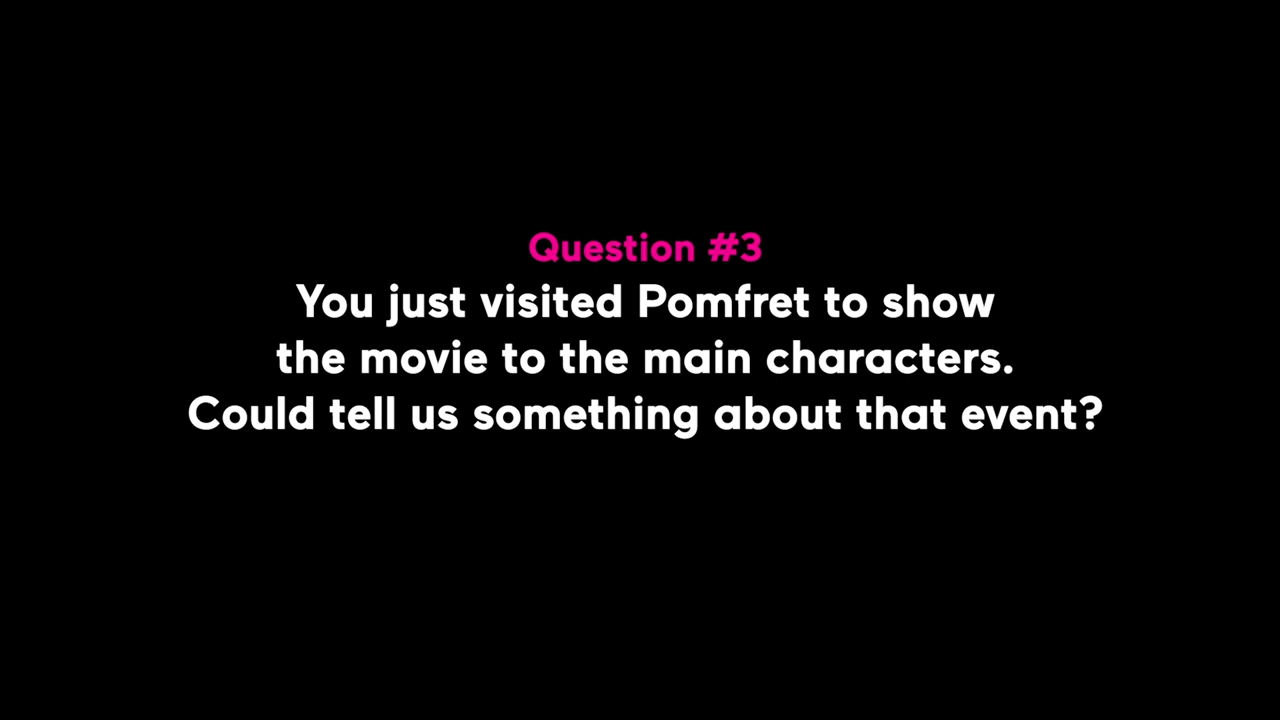 Question #3
You just visited Pomfret to show
the movie to the main characters.
Could tell us something about that event?